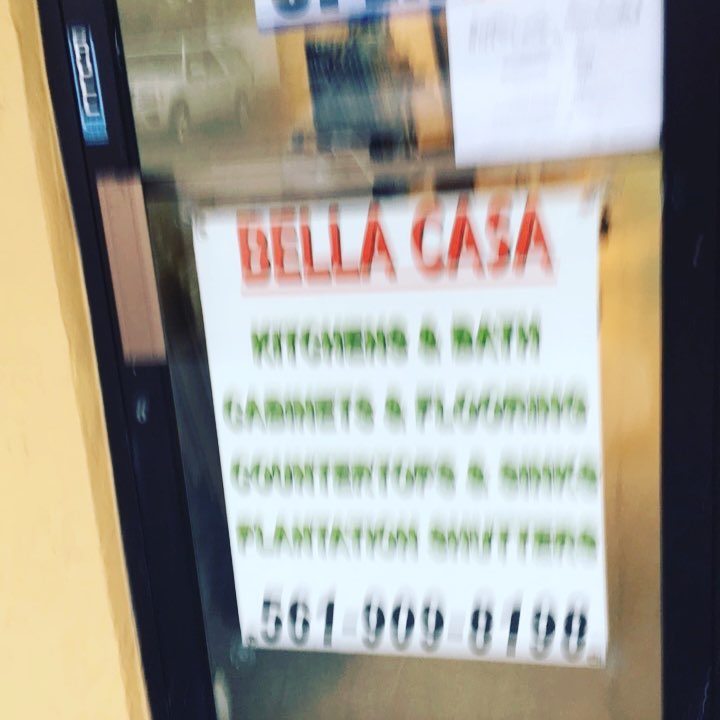 BELLA CASA
KITCHENS & BATH
CABINETS & FLOORING
COUNTERTOPS & SINKS
PLANTATION SHUTTERS
561-909-8198